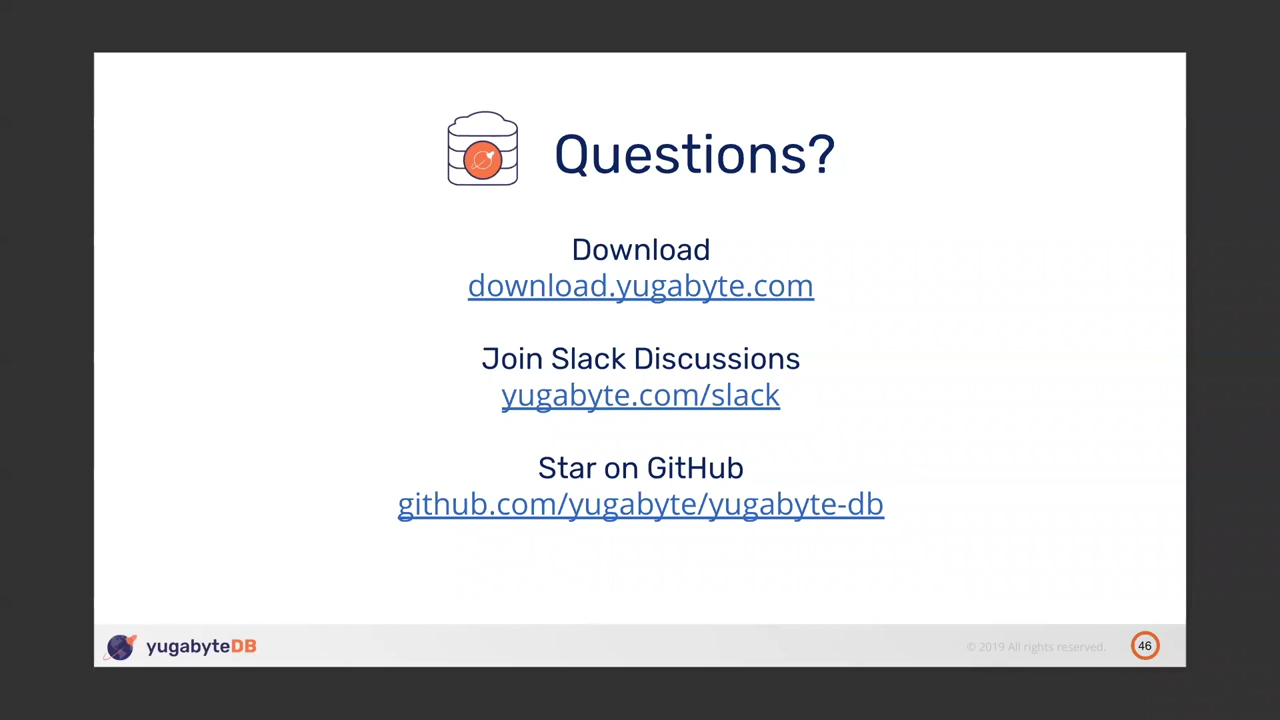 Questions?
Download
download.yugabyte.com
Join Slack Discussions
yugabyte.com/slack
Star on GitHub
github.com/yugabyte/yugabyte-db
yugabyteDB
© 2019 All rights reserved.
46